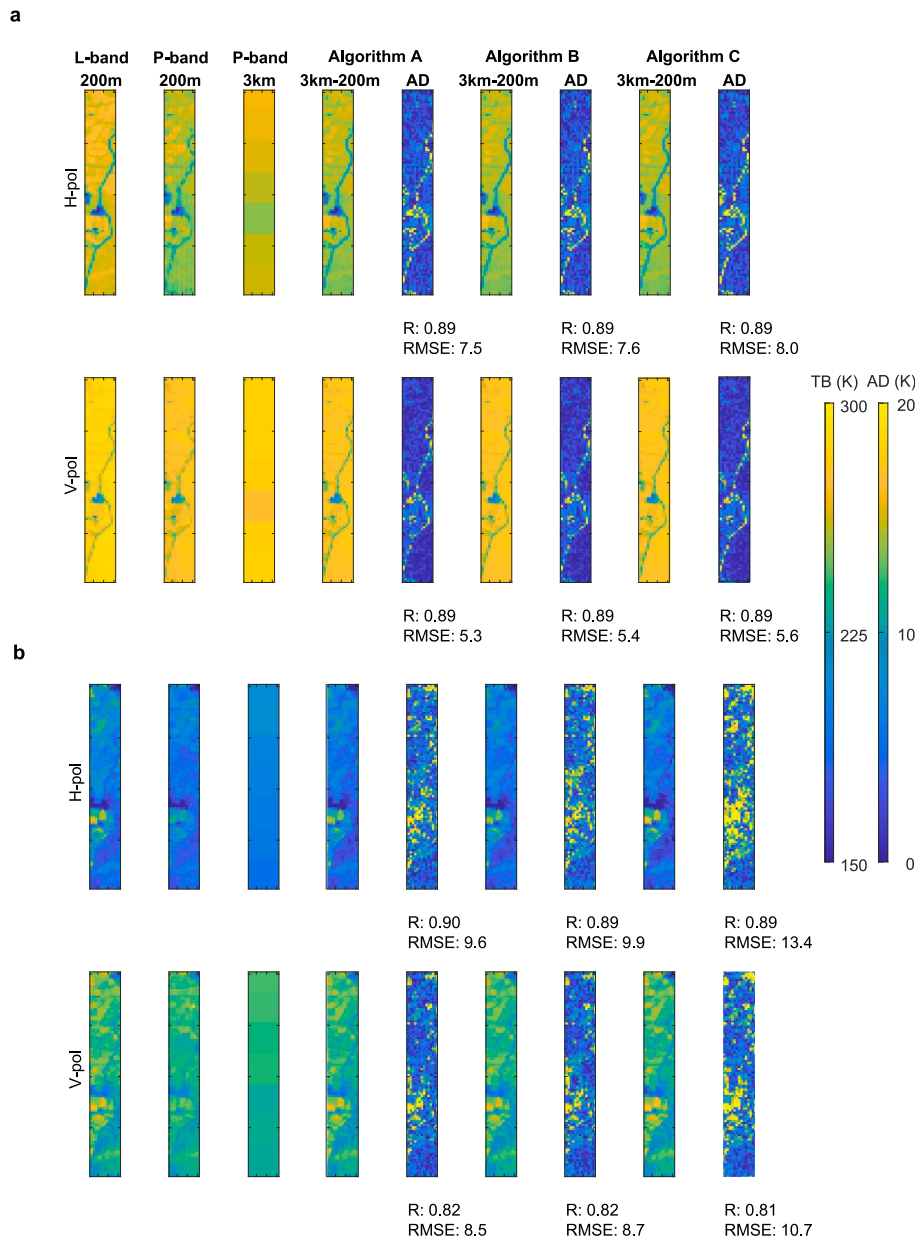 a
L-band P-band P-band Algorithm A Algorithm B Algorithm C
200m 200m 3km 3km-200m AD 3km-200m AD 3km-200m AD
H-pol
R: 0.89 R: 0.89 R: 0.89
RMSE: 7.5 RMSE: 7.6 RMSE: 8.0
TB (K) AD (K)
300 20
225 10
150 0
V-pol
R: 0.89 R: 0.89 R: 0.89
RMSE: 5.3 RMSE: 5.4 RMSE: 5.6
b
H-pol
R: 0.90 R: 0.89 R: 0.89
RMSE: 9.6 RMSE: 9.9 RMSE: 13.4
V-pol
R: 0.82 R: 0.82 R: 0.81
RMSE: 8.5 RMSE: 8.7 RMSE: 10.7